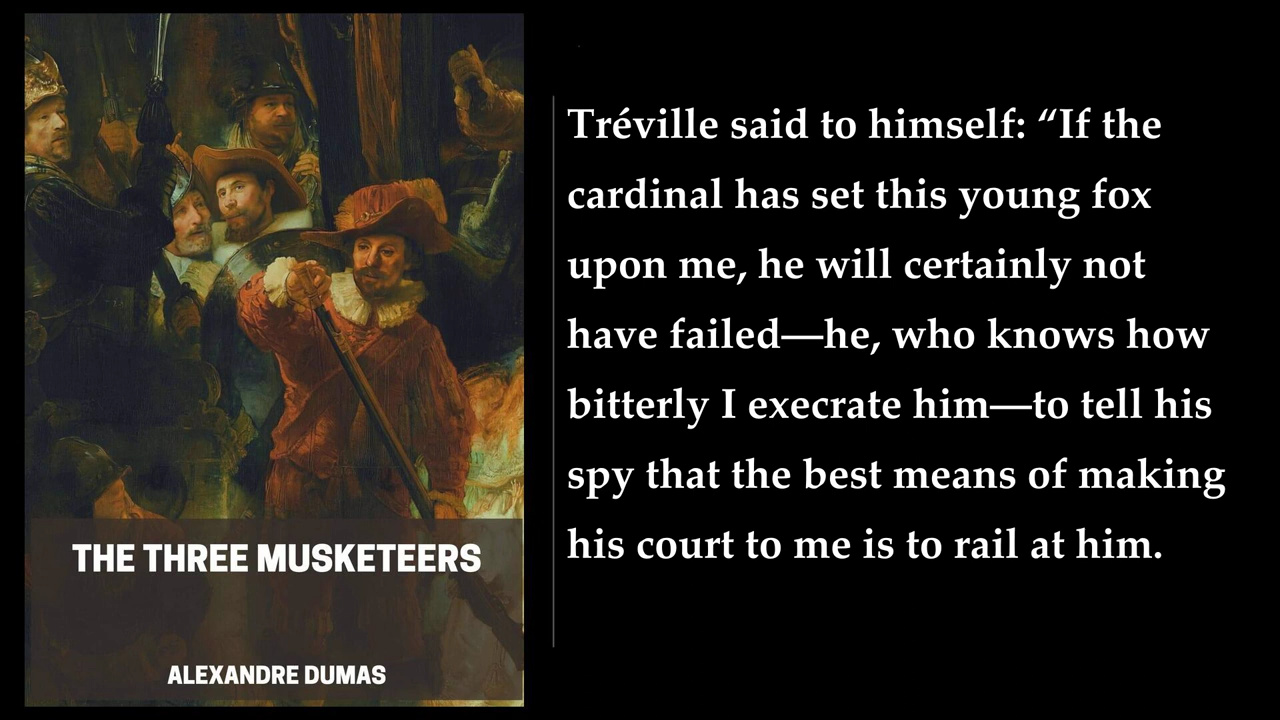 THE THREE MUSKETEERS
ALEXANDRE DUMAS
Tréville said to himself: “If the
cardinal has set this young fox
upon me, he will certainly not
have failed—he, who knows how
bitterly I execrate him—to tell his
spy that the best means of making
his court to me is to rail at him.